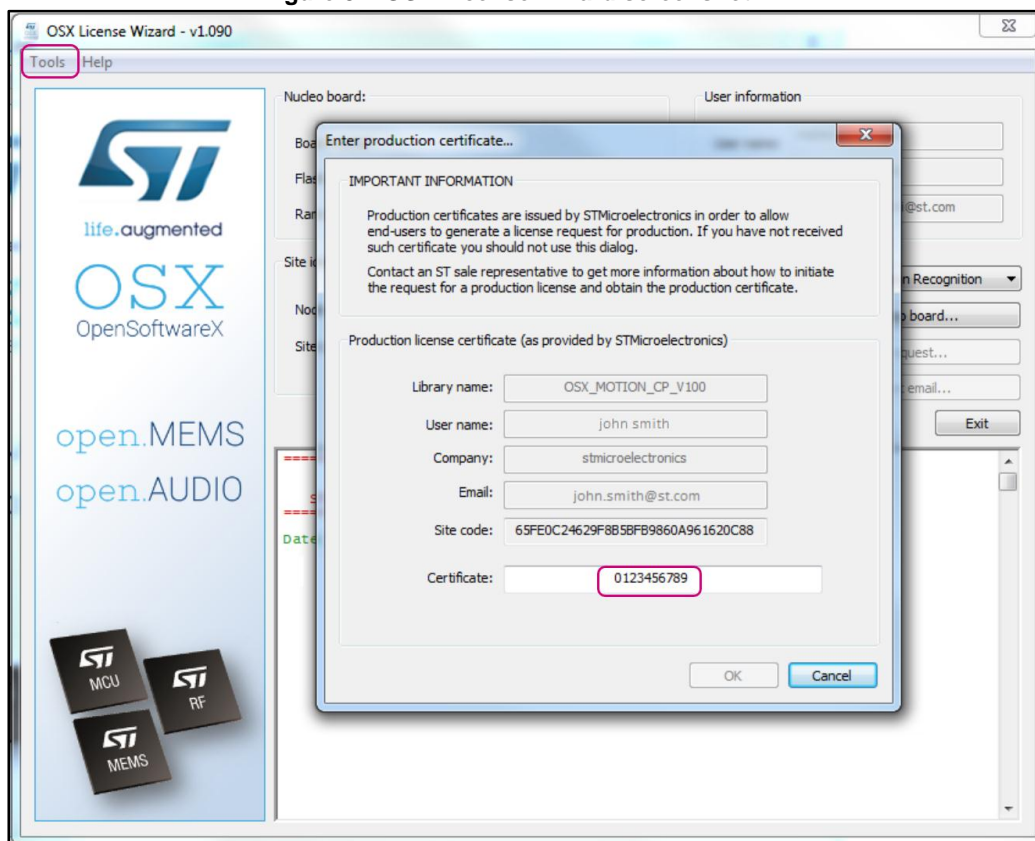 OSX License Wizard - v1.090
Tools Help
ST
life.augmented
OSX
OpenSoftwareX
open.MEMS
open.AUDIO
ST
MCU
ST
RF
ST
MEMS
Nucleo board:
User information
@st.com
Recognition
board...
email...
Exit
Date
Enter production certificate...
IMPORTANT INFORMATION
Production certificates are issued by STMicroelectronics in order to allow
end-users to generate a license request for production. If you have not received
such certificate you should not use this dialog.
Contact an ST sale representative to get more information about how to initiate
the request for a production license and obtain the production certificate.
Production license certificate (as provided by STMicroelectronics)
Library name: OSX_MOTION_CP_V100
User name: john smith
Company: stmicroelectronics
Email: john.smith@st.com
Site code: 65FE0C24629F8B5BFB9860A961620C88
Certificate: 0123456789
OK Cancel